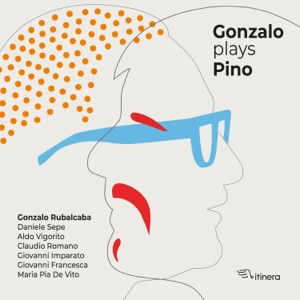 Gonzalo
plays
Pino
Gonzalo Rubalcaba
Daniele Sepe
Aldo Vigorito
Claudio Romano
Giovanni Imparato
Giovanni Francesca
Maria Pia De Vito
itinera